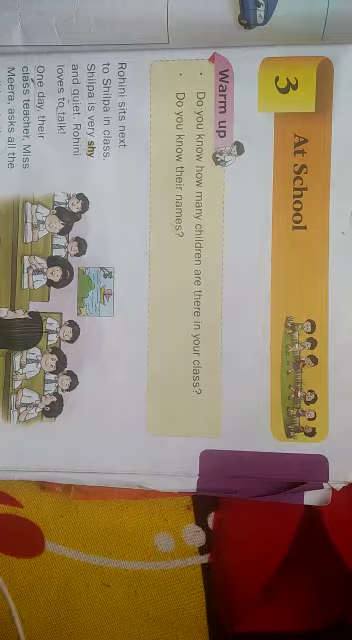 3
At School
Warm up
• Do you know how many children are there in your class?
• Do you know their names?
Rohini sits next
to Shilpa in class.
Shilpa is very shy
and quiet. Rohini
loves to talk!
One day, their
class teacher, Miss
Meera, asks all the